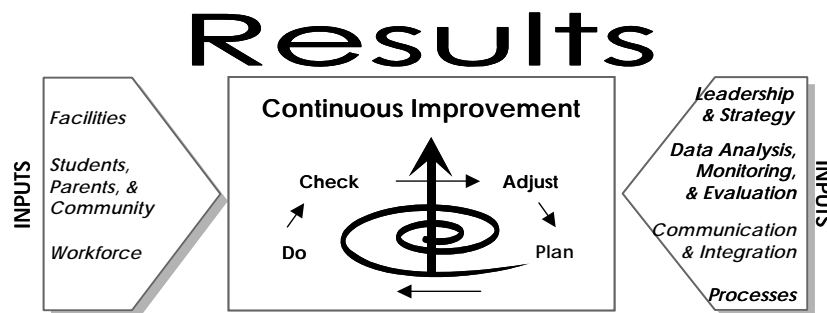 Results
INPUTS
Facilities
Students,
Parents, &
Community
Workforce
Continuous Improvement
Check
Adjust
Do
Plan
Leadership
& Strategy
Data Analysis,
Monitoring,
& Evaluation
Communication
& Integration
Processes
INPUTS